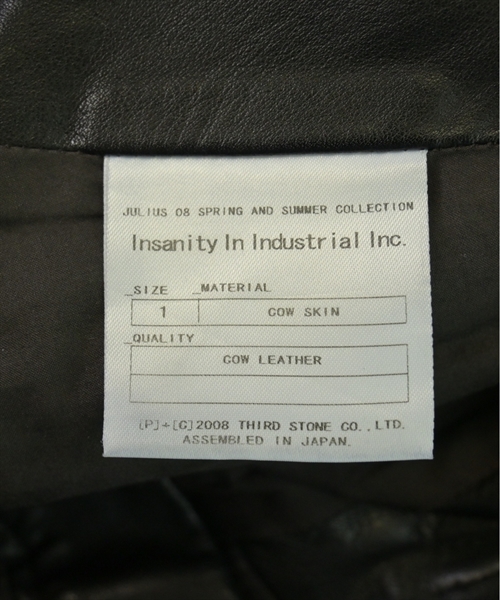 JULIUS 08 SPRING AND SUMMER COLLECTION
Insanity In Industrial Inc.
_SIZE _MATERIAL
1 COW SKIN
_QUALITY
COW LEATHER
[P]+[C]2008 THIRD STONE CO.,LTD.
ASSEMBLED IN JAPAN.